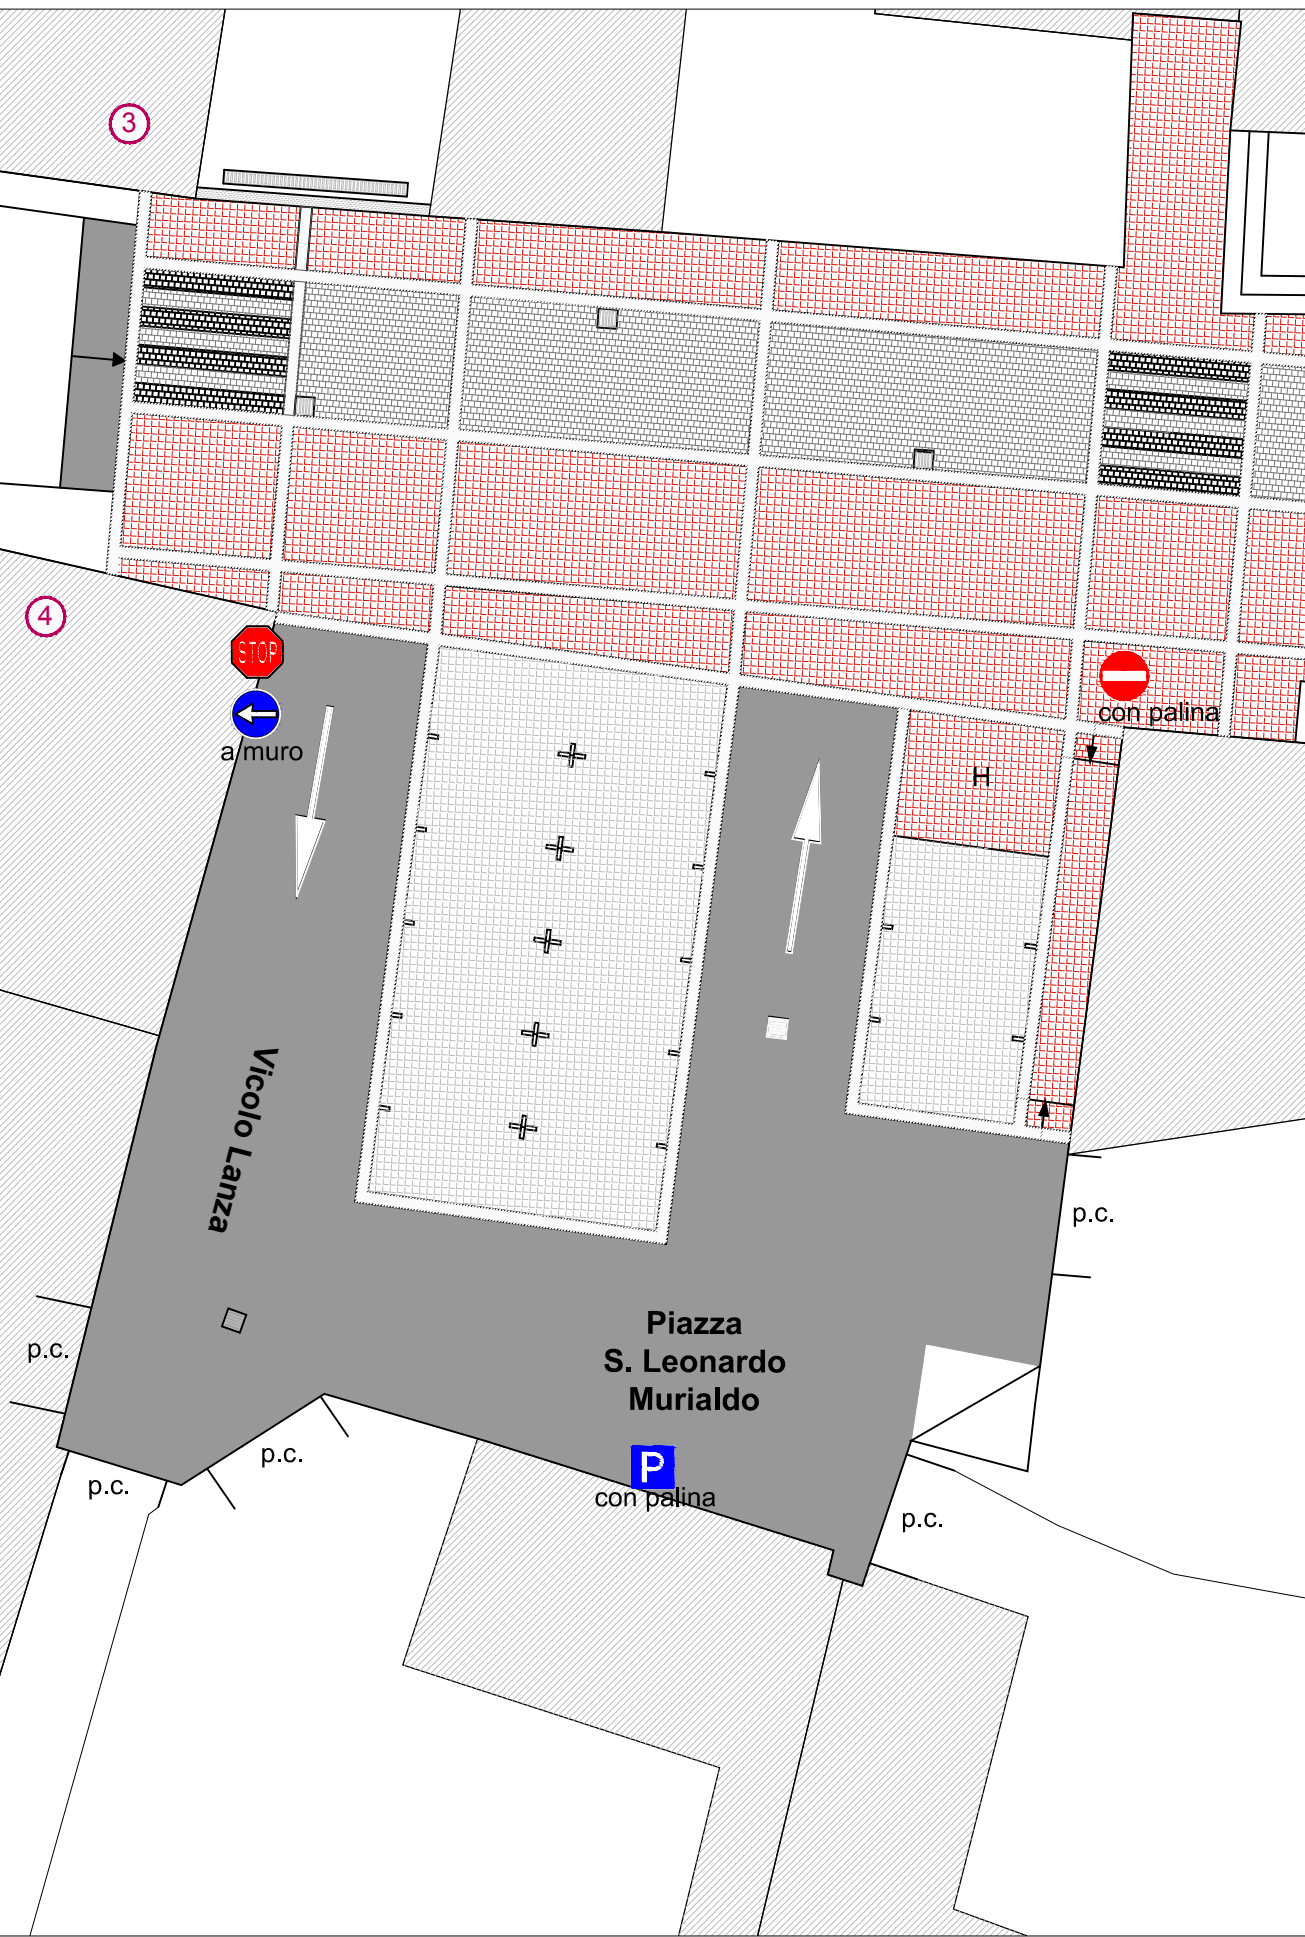 3
4
STOP
a muro
con palina
H
Vicolo Lanza
p.c.
p.c.
Piazza
S. Leonardo
Murialdo
p.c.
p.c.
P
con palina
p.c.